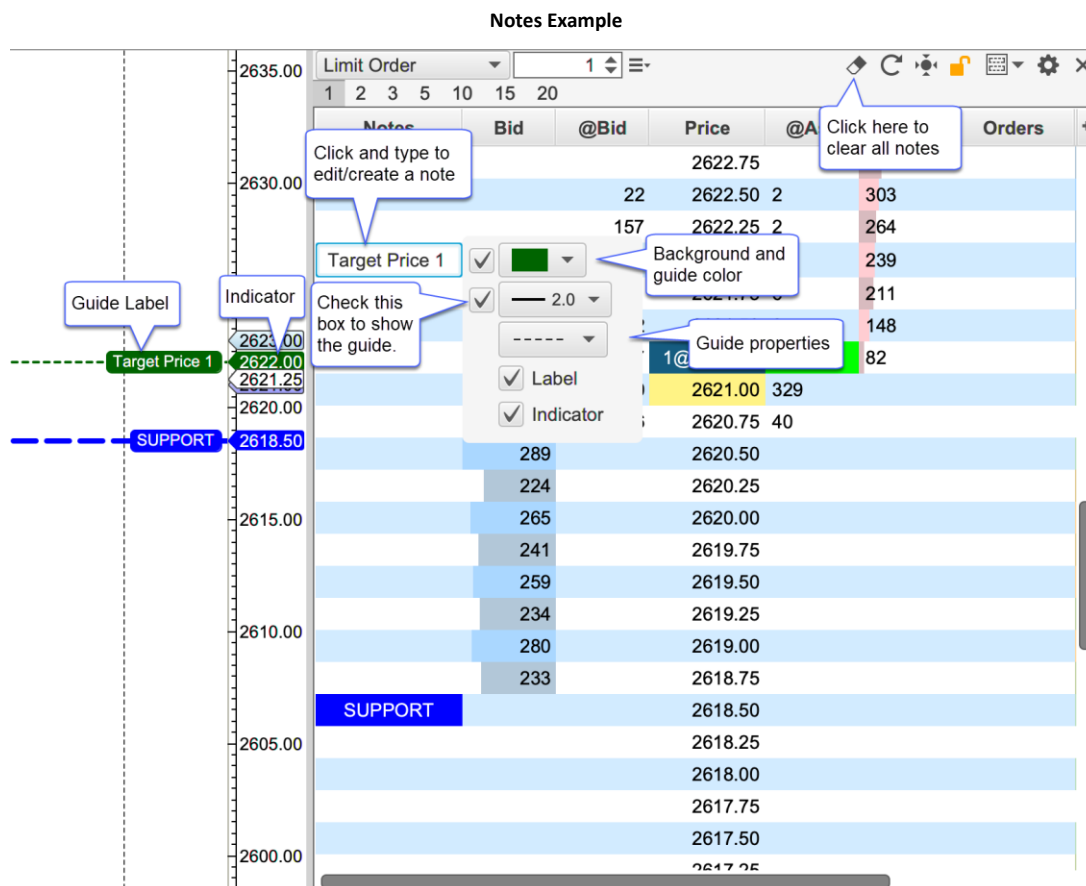 Notes Example
2635.00 Limit Order 1
1 2 3 5 10 15 20
Notes Bid @Bid Price Orders
Click here to
clear all notes
Click and type to
edit/create a note
2622.75
2630.00
22 2622.50 2 303
157 2622.25 2 264
Target Price 1
Background and
guide color
239
Guide Label
Indicator
2.0
211
Check this
box to show
the guide.
148
2623.00
Guide properties
Target Price 1 2622.00
82
2621.25
Label
2621.00 329
2620.00
Indicator
2620.75 40
SUPPORT 2618.50
289 2620.50
224 2620.25
2615.00
265 2620.00
241 2619.75
259 2619.50
234 2619.25
2610.00
280 2619.00
233 2618.75
SUPPORT 2618.50
2605.00
2618.25
2618.00
2617.75
2617.50
2600.00
2617.25